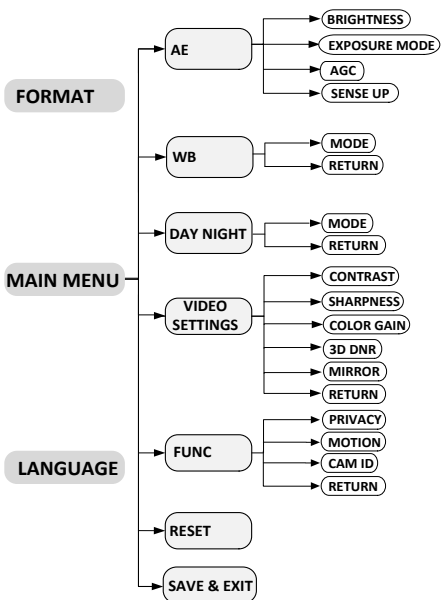 FORMAT
MAIN MENU
LANGUAGE
AE
BRIGHTNESS
EXPOSURE MODE
AGC
SENSE UP
WB
MODE
RETURN
DAY NIGHT
MODE
RETURN
VIDEO
SETTINGS
CONTRAST
SHARPNESS
COLOR GAIN
3D DNR
MIRROR
RETURN
FUNC
PRIVACY
MOTION
CAM ID
RETURN
RESET
SAVE & EXIT